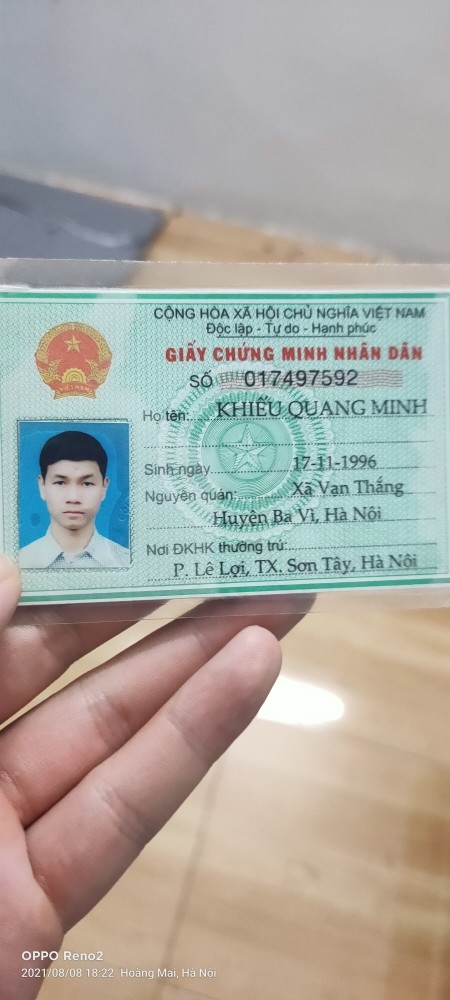 CỘNG HÒA XÃ HỘI CHỦ NGHĨA VIỆT NAM
Độc lập - Tự do - Hạnh phúc
GIẤY CHỨNG MINH NHÂN DÂN
SỐ 017497592
VIỆT NAM
Họ tên: KHIẾU QUANG MINH
Sinh ngày 17-11-1996
Nguyên quán: Xã Vạn Thắng
Huyện Ba Vì, Hà Nội
Nơi ĐKHK thường trú:
P. Lê Lợi, TX. Sơn Tây, Hà Nội
OPPO Reno2
2021/08/08 18:22 Hoàng Mai, Hà Nội